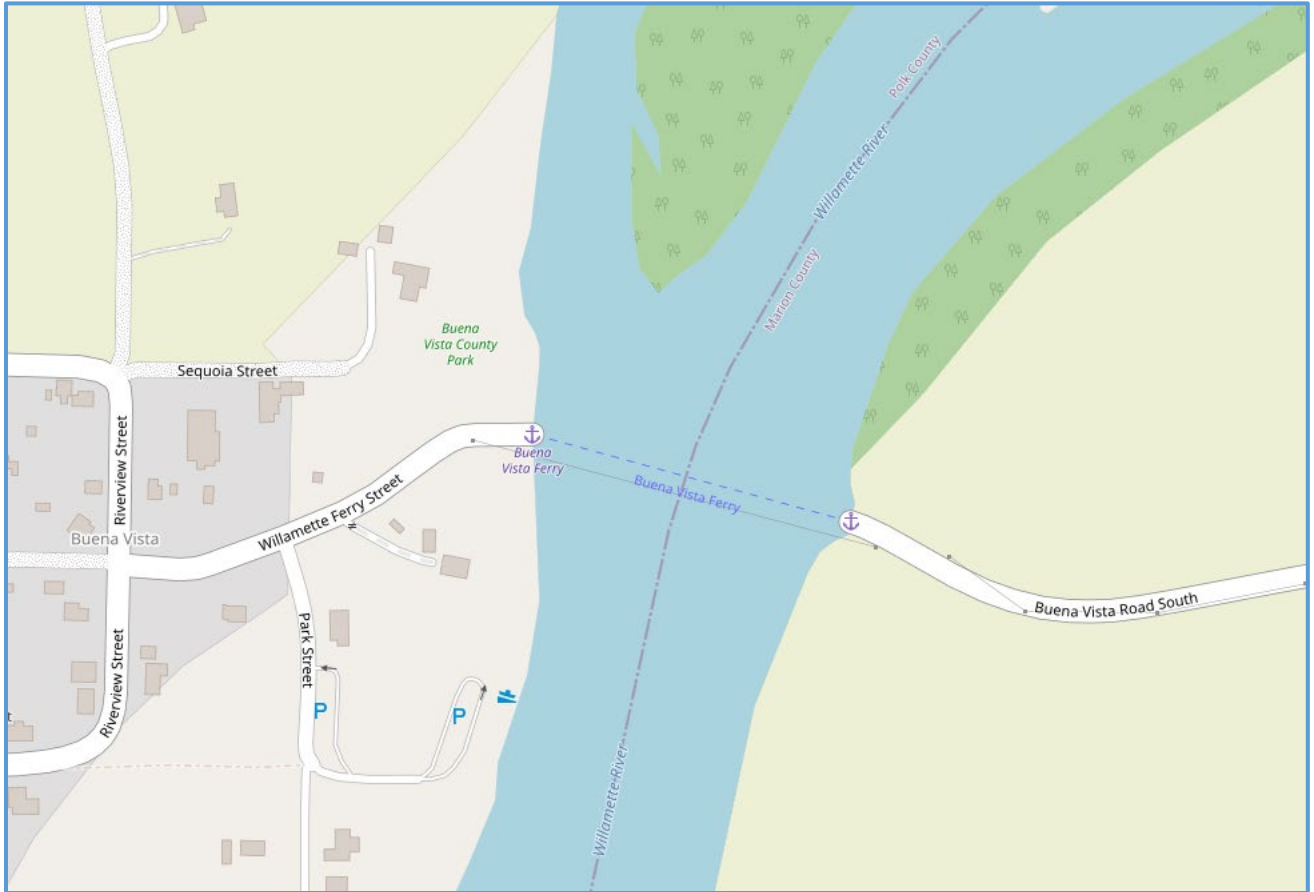 Polk County
Willamette River
Marion County
Buena
Vista County
Park
Sequoia Street
Riverview Street
Buena
Vista Ferry
Buena Vista Ferry
Willamette Ferry Street
Buena Vista
Buena Vista Road South
Park Street
Riverview Street
P
P
t
Willamette River